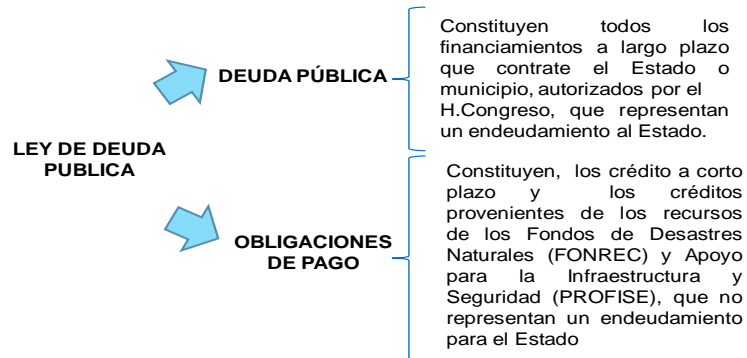 LEY DE DEUDA
PUBLICA
DEUDA PÚBLICA
Constituyen todos los
financiamientos a largo plazo
que contrate el Estado o
municipio, autorizados por el
H.Congreso, que representan
un endeudamiento al Estado.
OBLIGACIONES
DE PAGO
Constituyen, los crédito a corto
plazo y los créditos
provenientes de los recursos
de los Fondos de Desastres
Naturales (FONREC) y Apoyo
para la Infraestructura y
Seguridad (PROFISE), que no
representan un endeudamiento
para el Estado